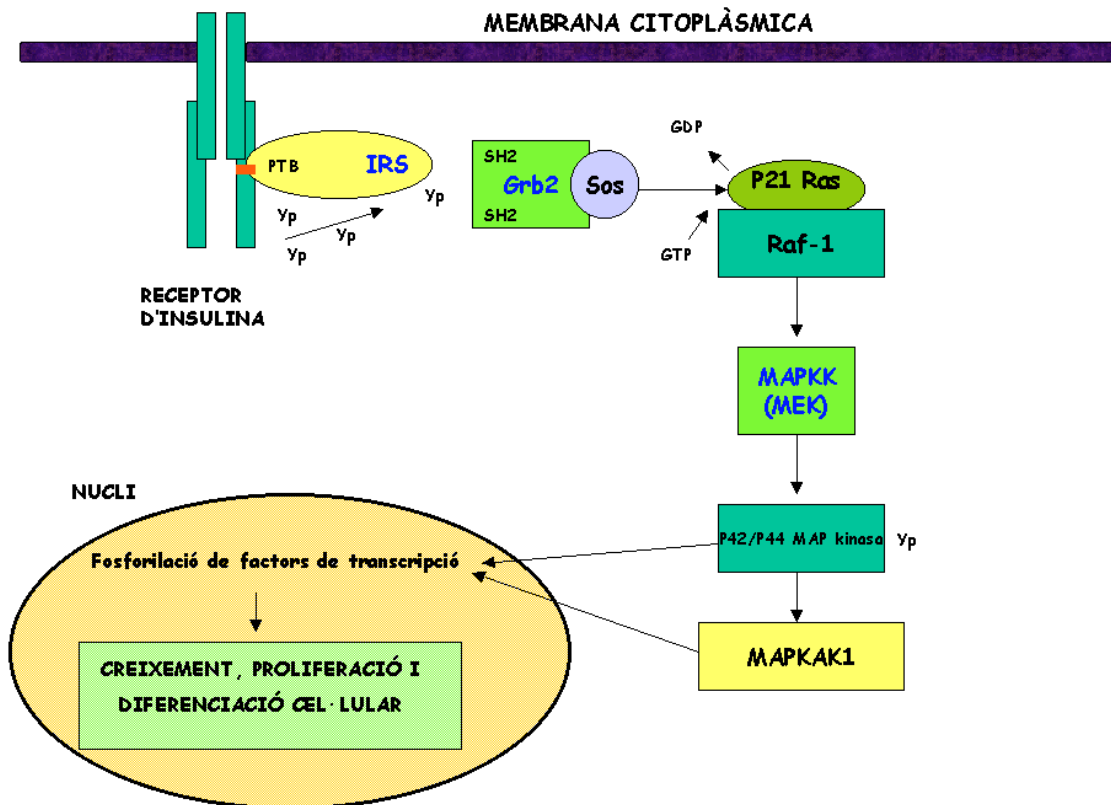 MEMBRANA CITOPLÀSMICA
PTB
IRS
Yp
Yp
Yp
Yp
RECEPTOR
D'INSULINA
SH2
Grb2
SH2
Sos
GDP
GTP
P21 Ras
Raf-1
MAPKK
(MEK)
P42/P44 MAP kinasa
Yp
MAPKAK1
NUCLI
Fosforilació de factors de transcripció
CREIXEMENT, PROLIFERACIÓ I
DIFERENCIACIÓ CEL·LULAR